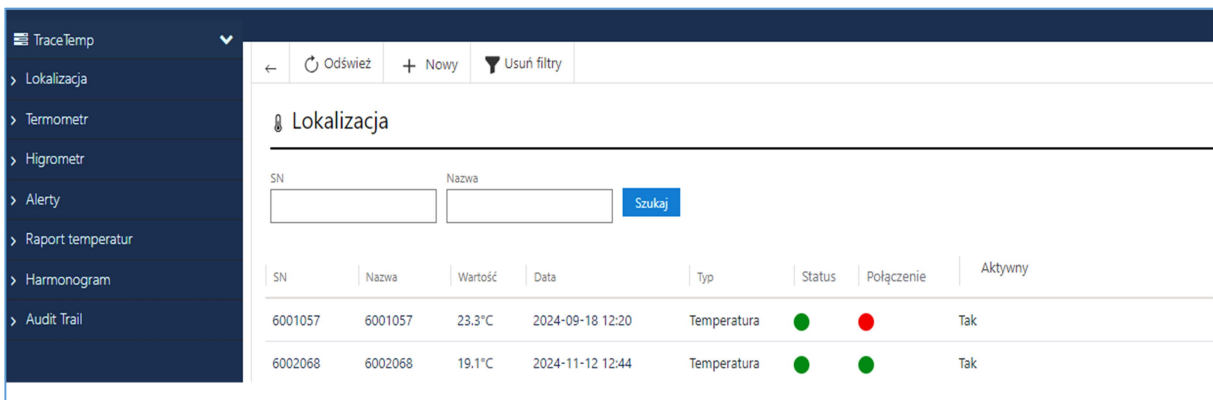 TraceTemp
Lokalizacja
Termometr
Higrometr
Alerty
Raport temperatur
Harmonogram
Audit Trail
Odśwież Nowy Usuń filtry
Lokalizacja
SN Nazwa
Szukaj
SN Nazwa Wartość Data Typ Status Połączenie Aktywny
6001057 6001057 23.3°C 2024-09-18 12:20 Temperatura Tak
6002068 6002068 19.1°C 2024-11-12 12:44 Temperatura Tak